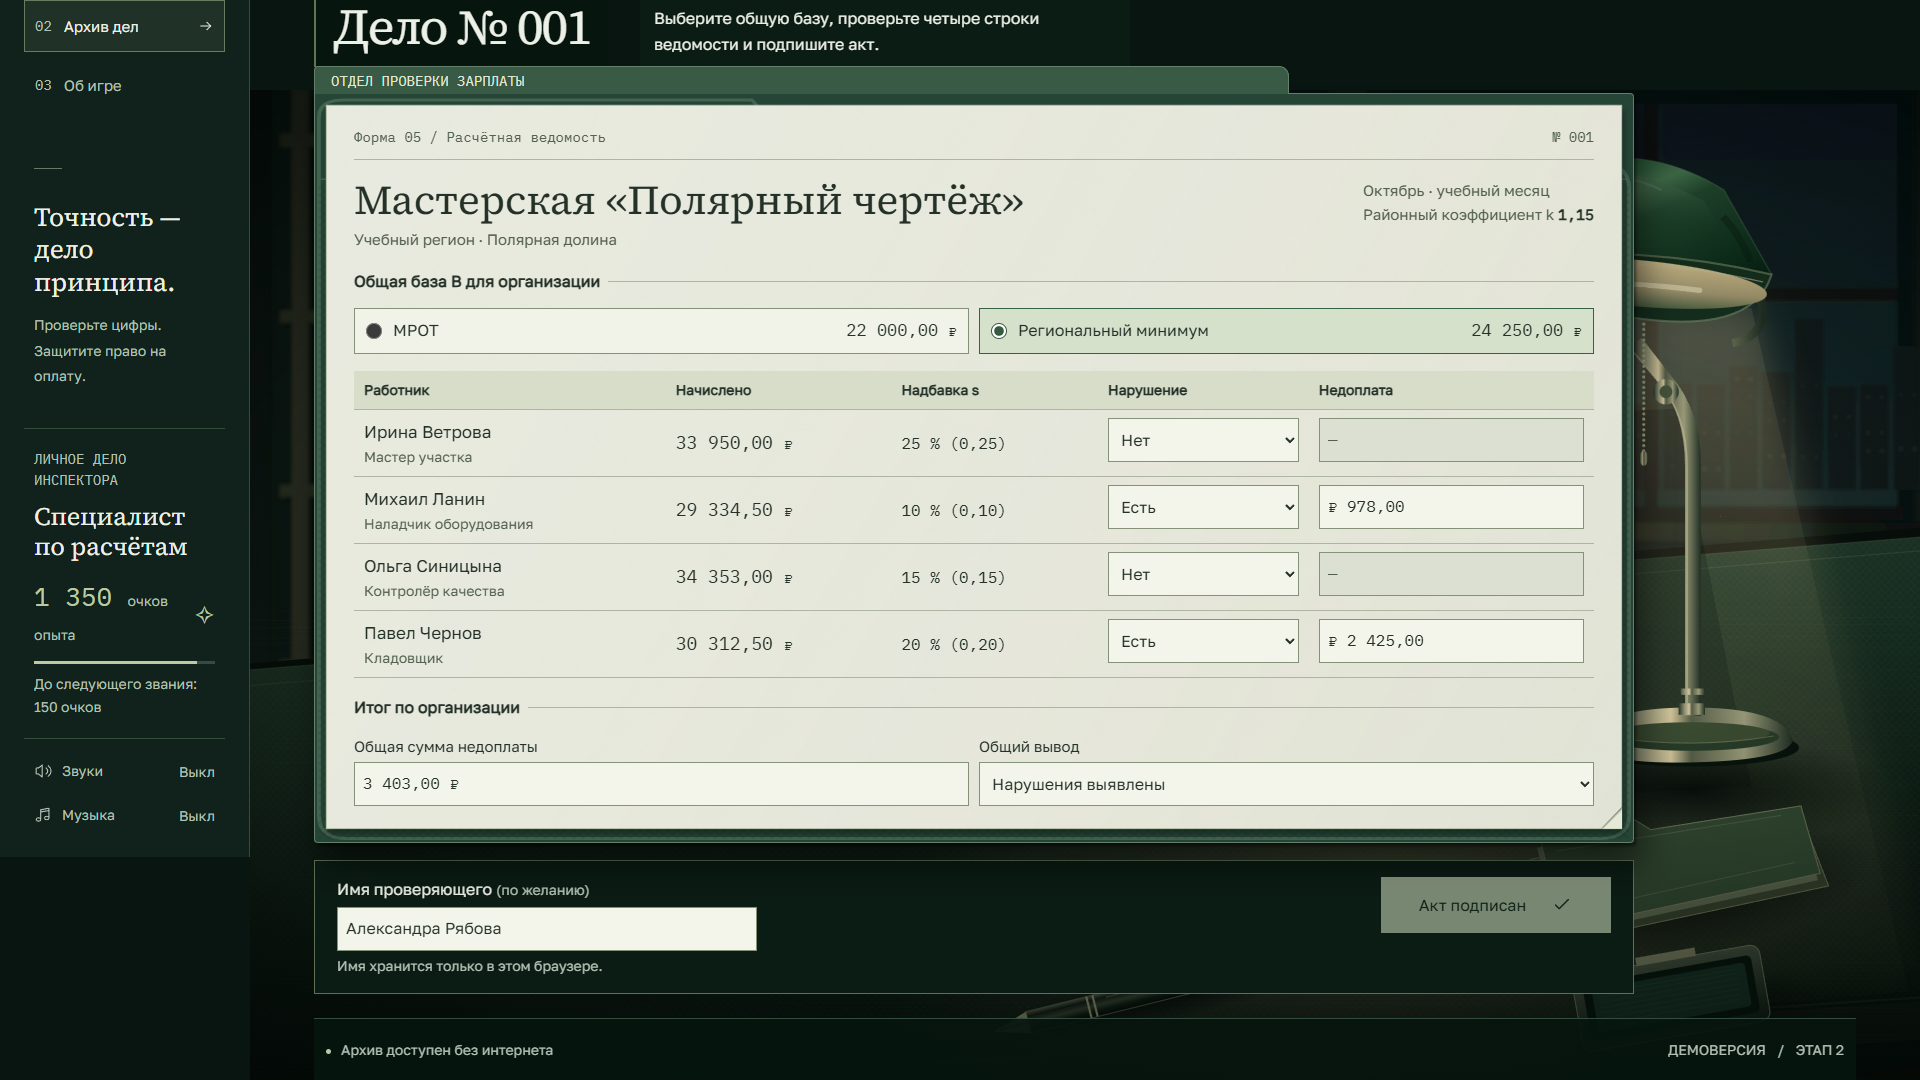 02 Архив дел →
03 Об игре
Точность —
дело
принципа.
Проверьте цифры.
Защитите право на
оплату.
ЛИЧНОЕ ДЕЛО
ИНСПЕКТОРА
Специалист
по расчётам
1 350 очков
опыта
До следующего звания:
150 очков
Звуки Выкл
Музыка Выкл
Дело № 001
Выберите общую базу, проверьте четыре строки
ведомости и подпишите акт.
ОТДЕЛ ПРОВЕРКИ ЗАРПЛАТЫ
Форма 05 / Расчётная ведомость № 001
Мастерская «Полярный чертёж»
Октябрь · учебный месяц
Районный коэффициент k 1,15
Учебный регион · Полярная долина
Общая база B для организации
МРОТ 22 000,00 ₽
Региональный минимум 24 250,00 ₽
Работник Начислено Надбавка s Нарушение Недоплата
Ирина Ветрова 33 950,00 ₽ 25 % (0,25) Нет —
Мастер участка
Михаил Ланин 29 334,50 ₽ 10 % (0,10) Есть ₽ 978,00
Наладчик оборудования
Ольга Синицына 34 353,00 ₽ 15 % (0,15) Нет —
Контролёр качества
Павел Чернов 30 312,50 ₽ 20 % (0,20) Есть ₽ 2 425,00
Кладовщик
Итог по организации
Общая сумма недоплаты
3 403,00 ₽
Общий вывод
Нарушения выявлены
Имя проверяющего (по желанию)
Александра Рябова
Имя хранится только в этом браузере.
Акт подписан ✓
• Архив доступен без интернета
ДЕМОВЕРСИЯ / ЭТАП 2